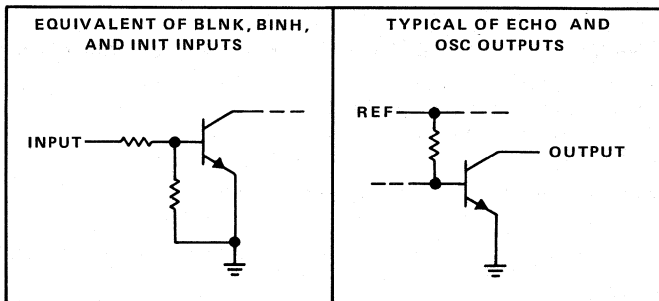 EQUIVALENT OF BLNK, BINH,
AND INIT INPUTS
INPUT
TYPICAL OF ECHO AND
OSC OUTPUTS
REF
OUTPUT